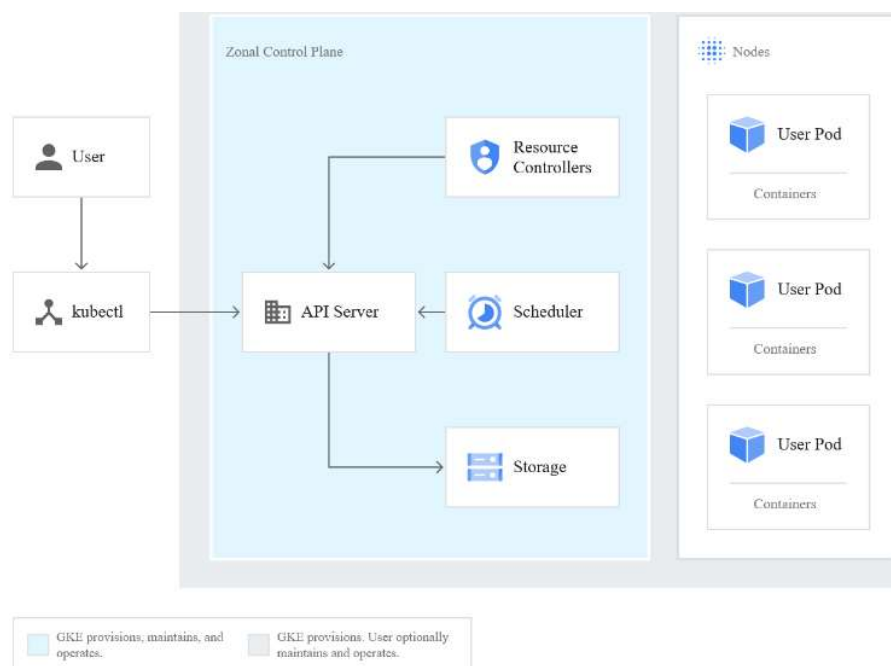 Zonal Control Plane
Nodes
User
Resource
Controllers
User Pod
Containers
kubectl
API Server
Scheduler
User Pod
Containers
Storage
User Pod
Containers
GKE provisions, maintains, and
operates.
GKE provisions. User optionally
maintains and operates.